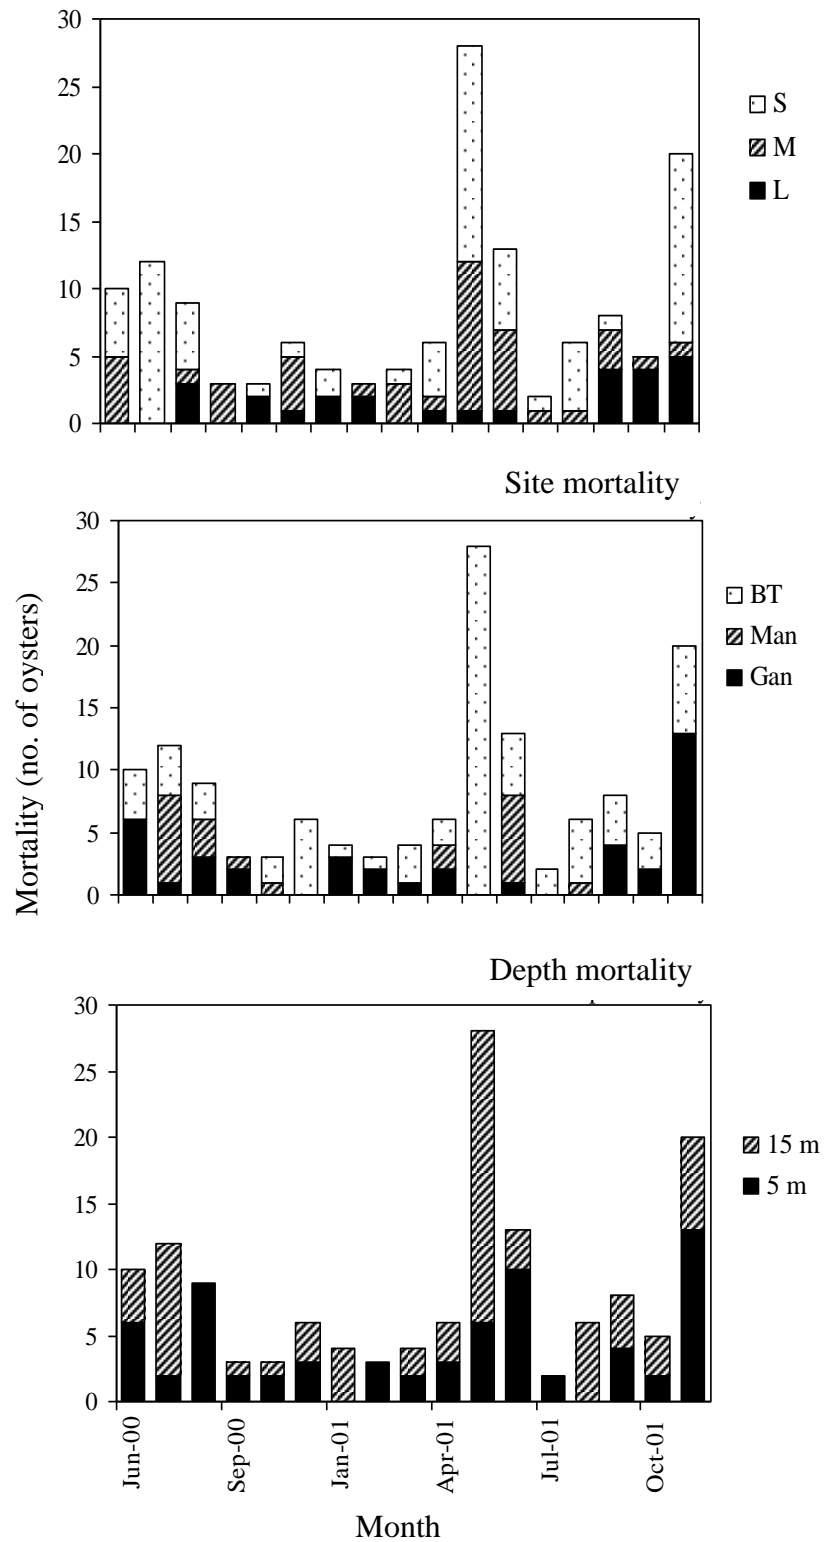 30
25
20
15
10
5
0
S
M
L
Site mortality
30
25
20
15
10
5
0
BT
Man
Gan
Mortality (no. of oysters)
Depth mortality
30
25
20
15
10
5
0
15 m
5 m
Jun-00
Sep-00
Jan-01
Apr-01
Jul-01
Oct-01
Month